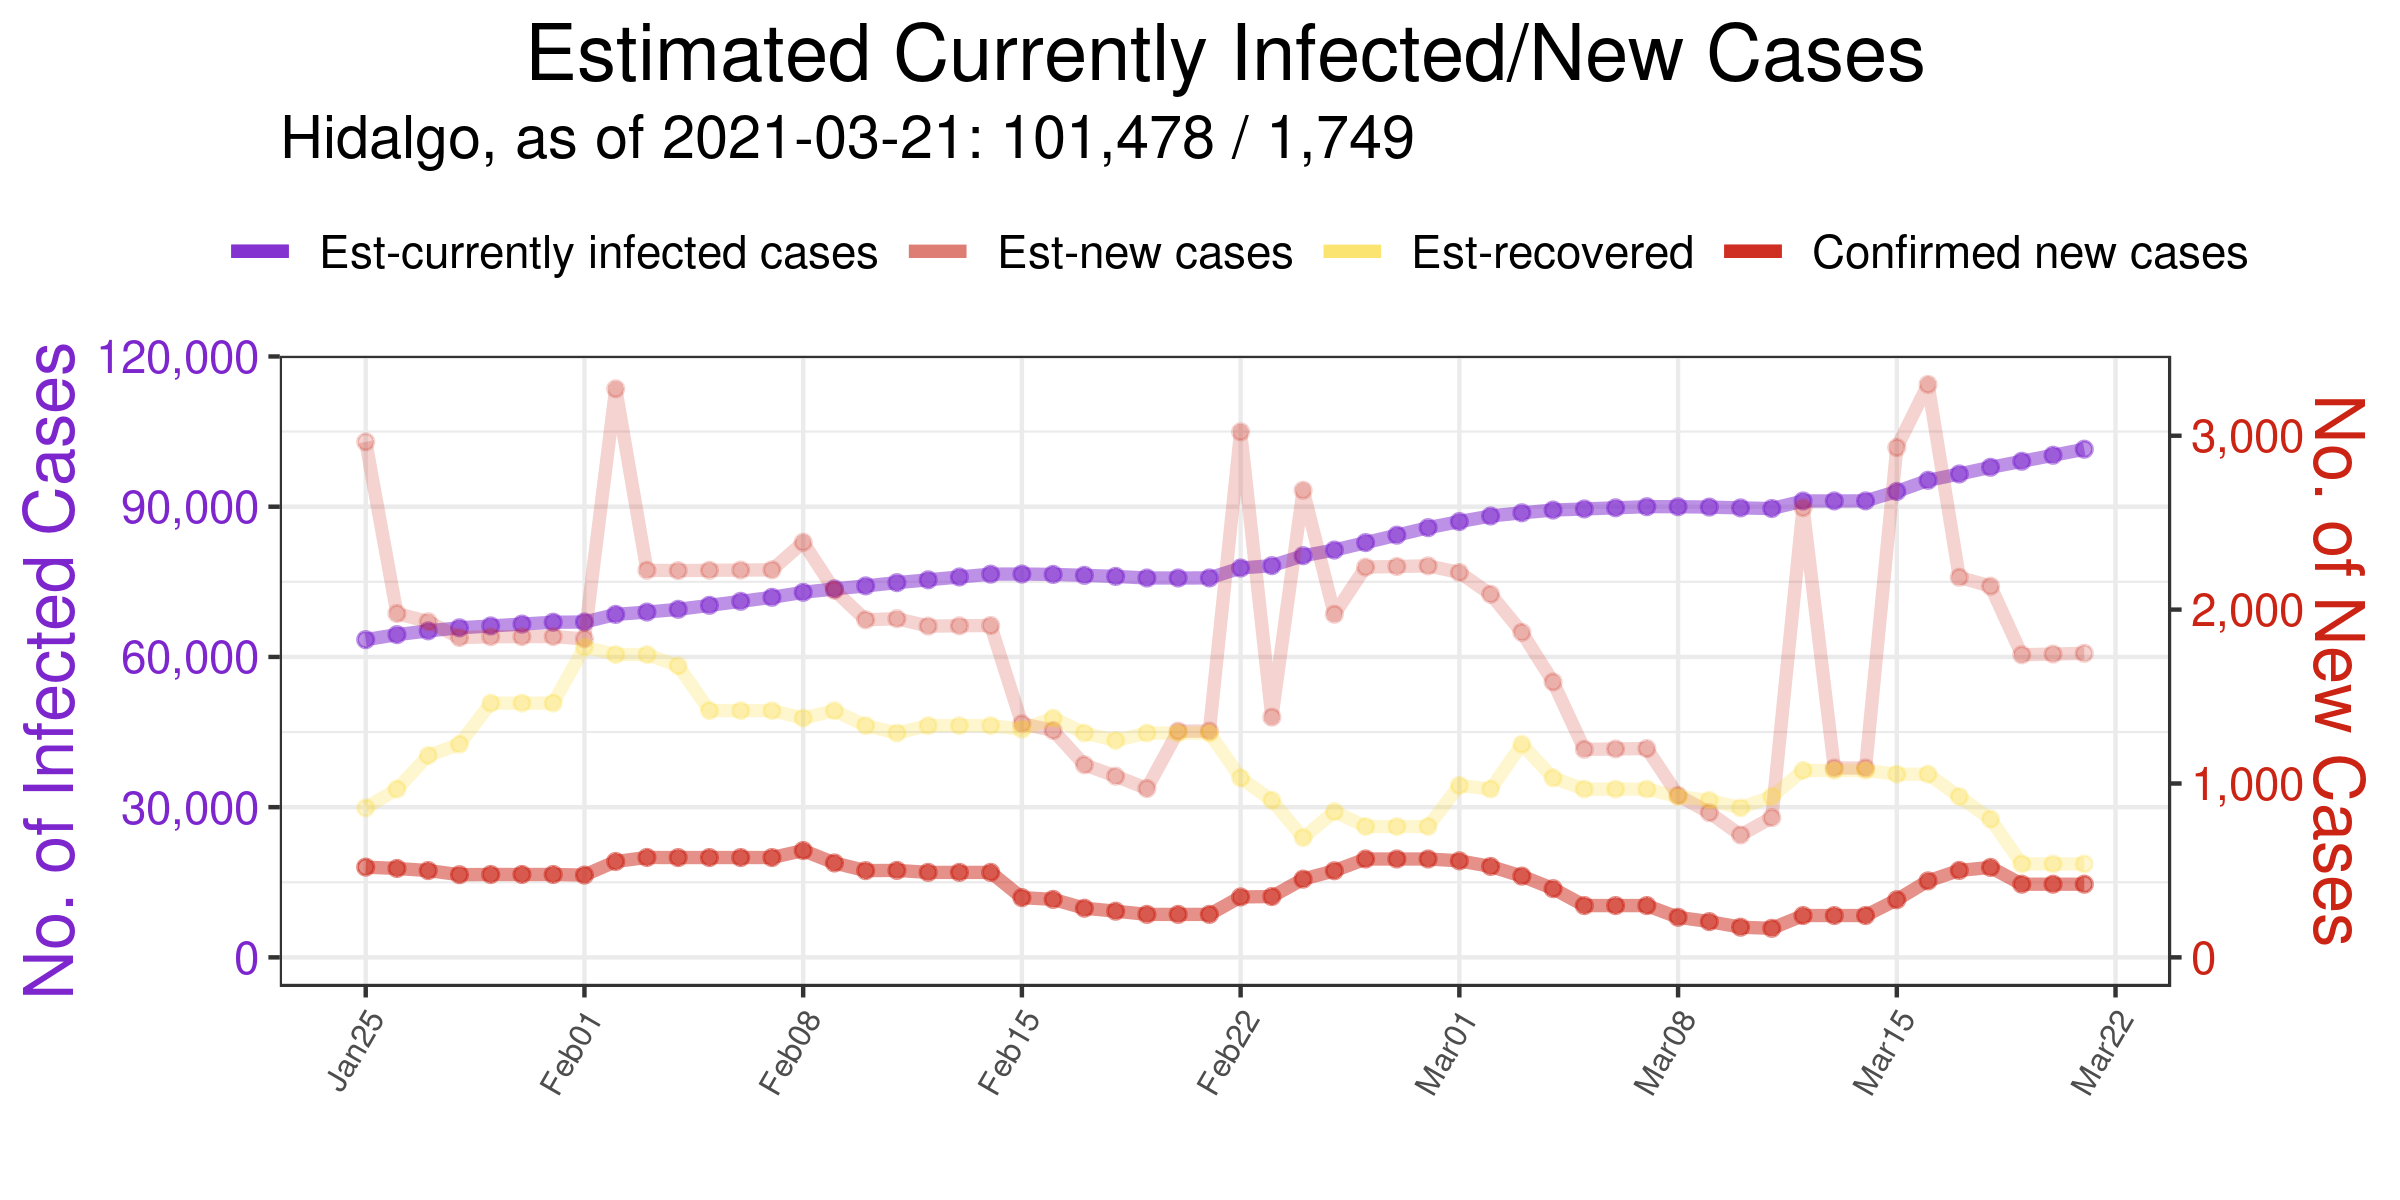 Estimated Currently Infected/New Cases
Hidalgo, as of 2021-03-21: 101,478 / 1,749
Est-currently infected cases Est-new cases Est-recovered Confirmed new cases
No. of Infected Cases
120,000
90,000
60,000
30,000
0
3,000
2,000
1,000
0
No. of New Cases
Jan25 Feb01 Feb08 Feb15 Feb22 Mar01 Mar08 Mar15 Mar22